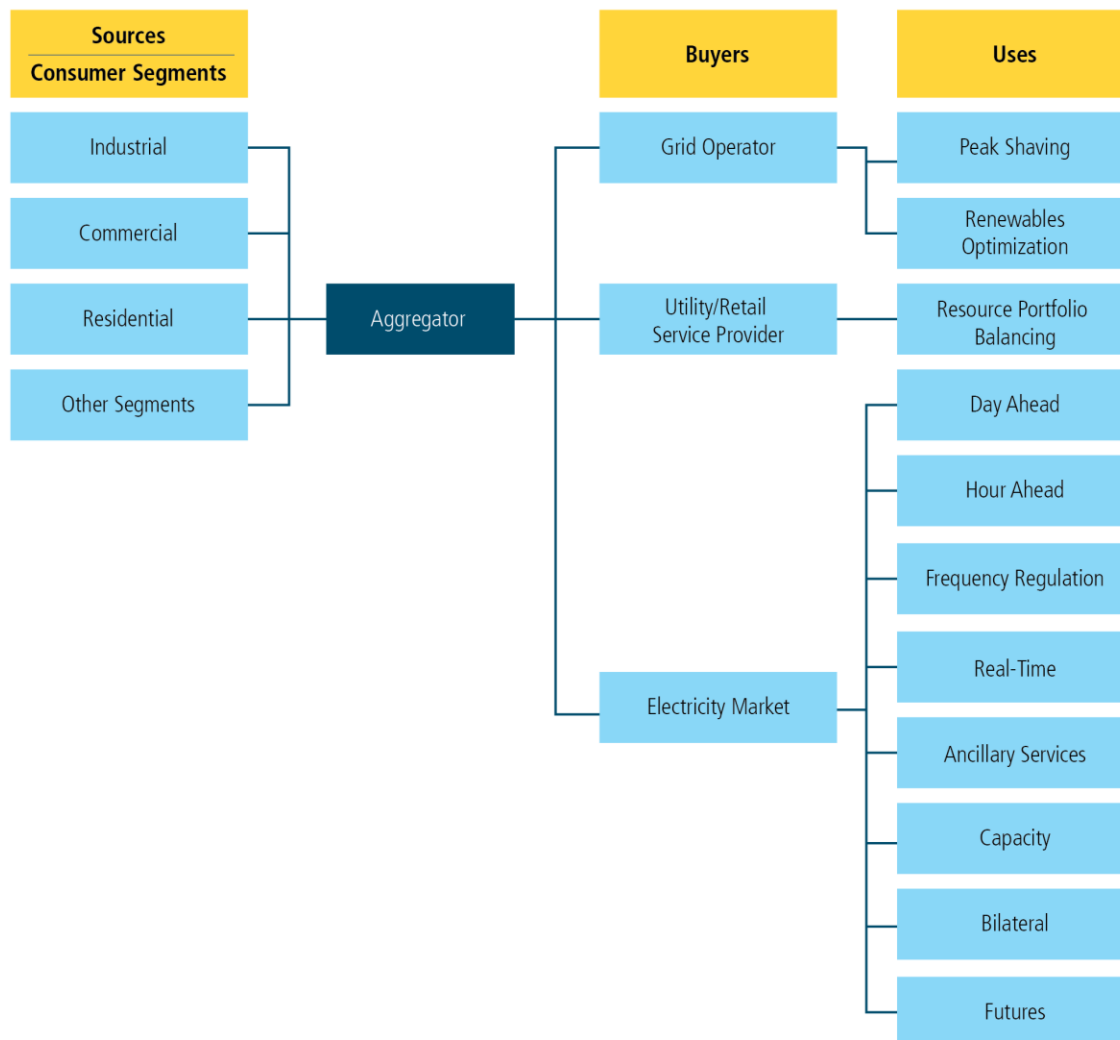 Sources
Consumer Segments
Buyers
Uses
Industrial
Commercial
Residential
Other Segments
Aggregator
Grid Operator
Utility/Retail
Service Provider
Electricity Market
Peak Shaving
Renewables
Optimization
Resource Portfolio
Balancing
Day Ahead
Hour Ahead
Frequency Regulation
Real-Time
Ancillary Services
Capacity
Bilateral
Futures